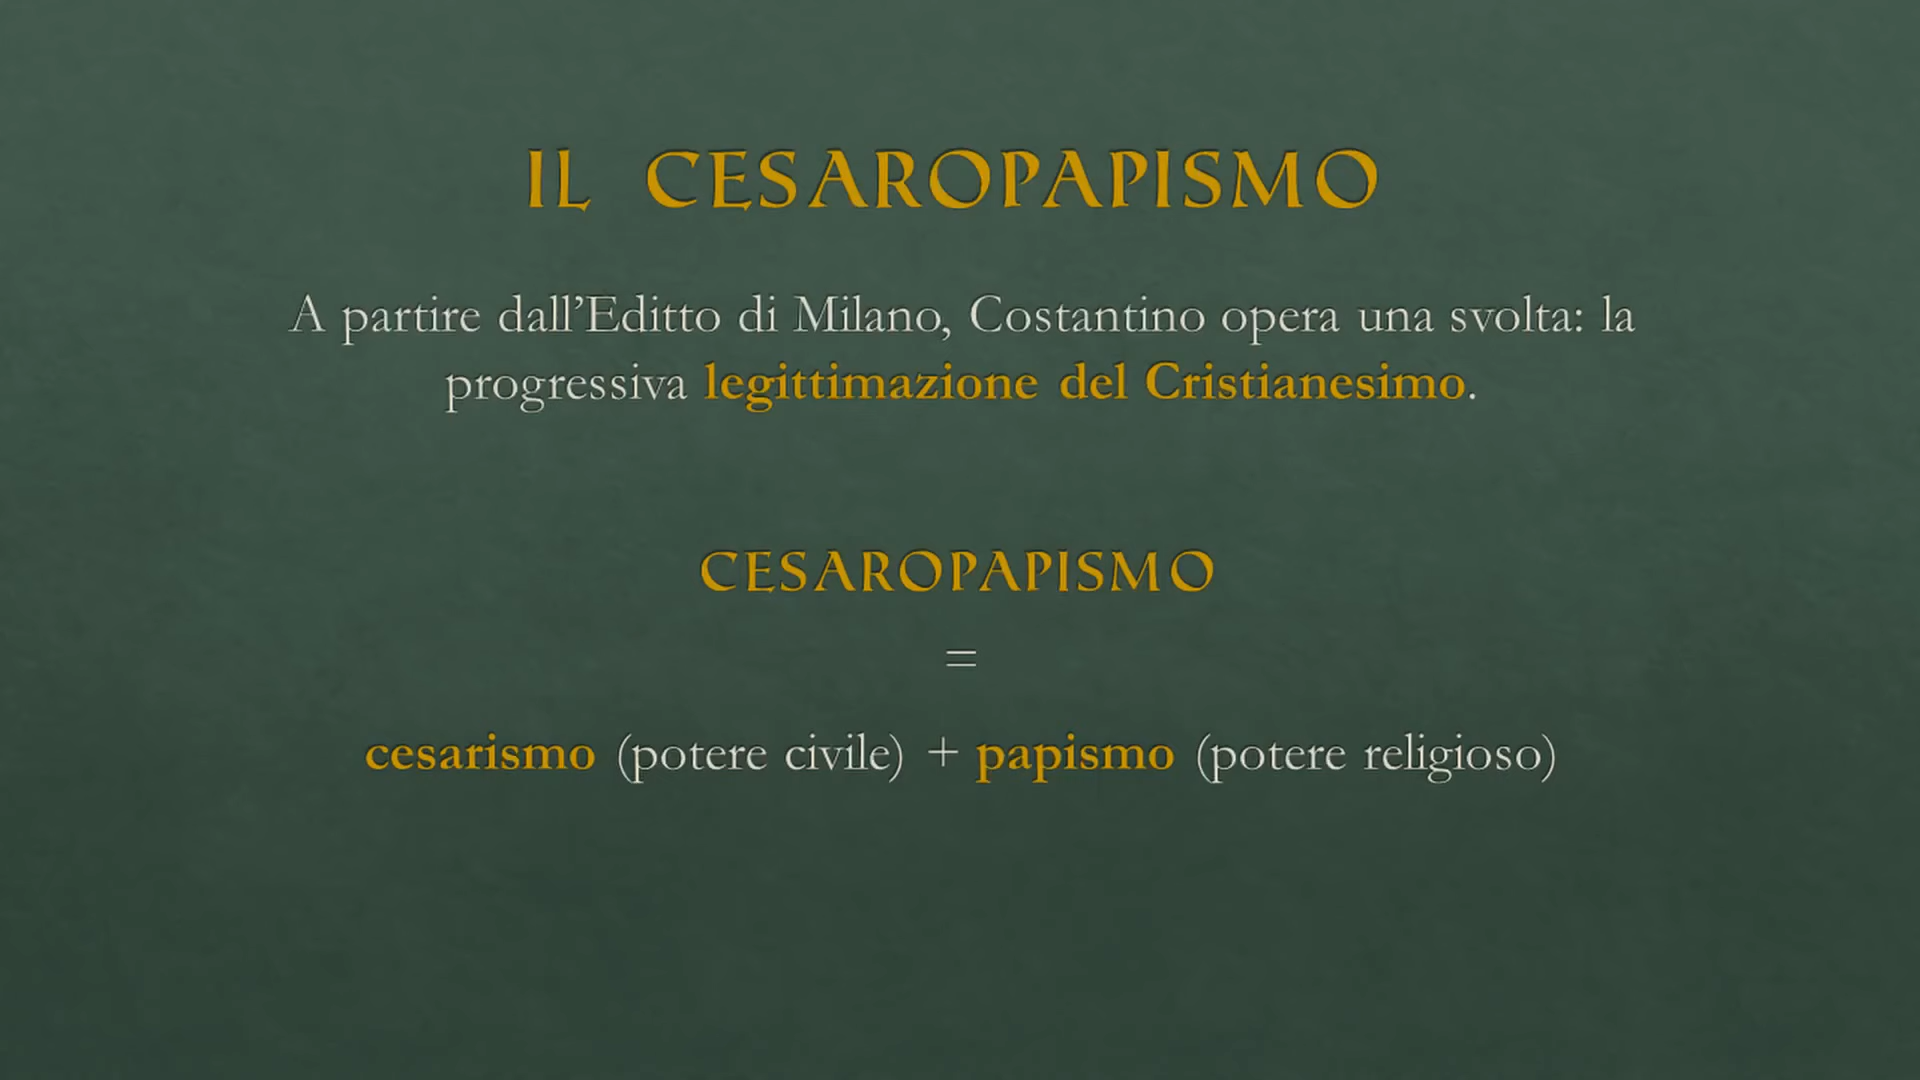 IL CESAROPAPISMO
A partire dall’Editto di Milano, Costantino opera una svolta: la
progressiva legittimazione del Cristianesimo.
CESAROPAPISMO
=
cesarismo (potere civile) + papismo (potere religioso)